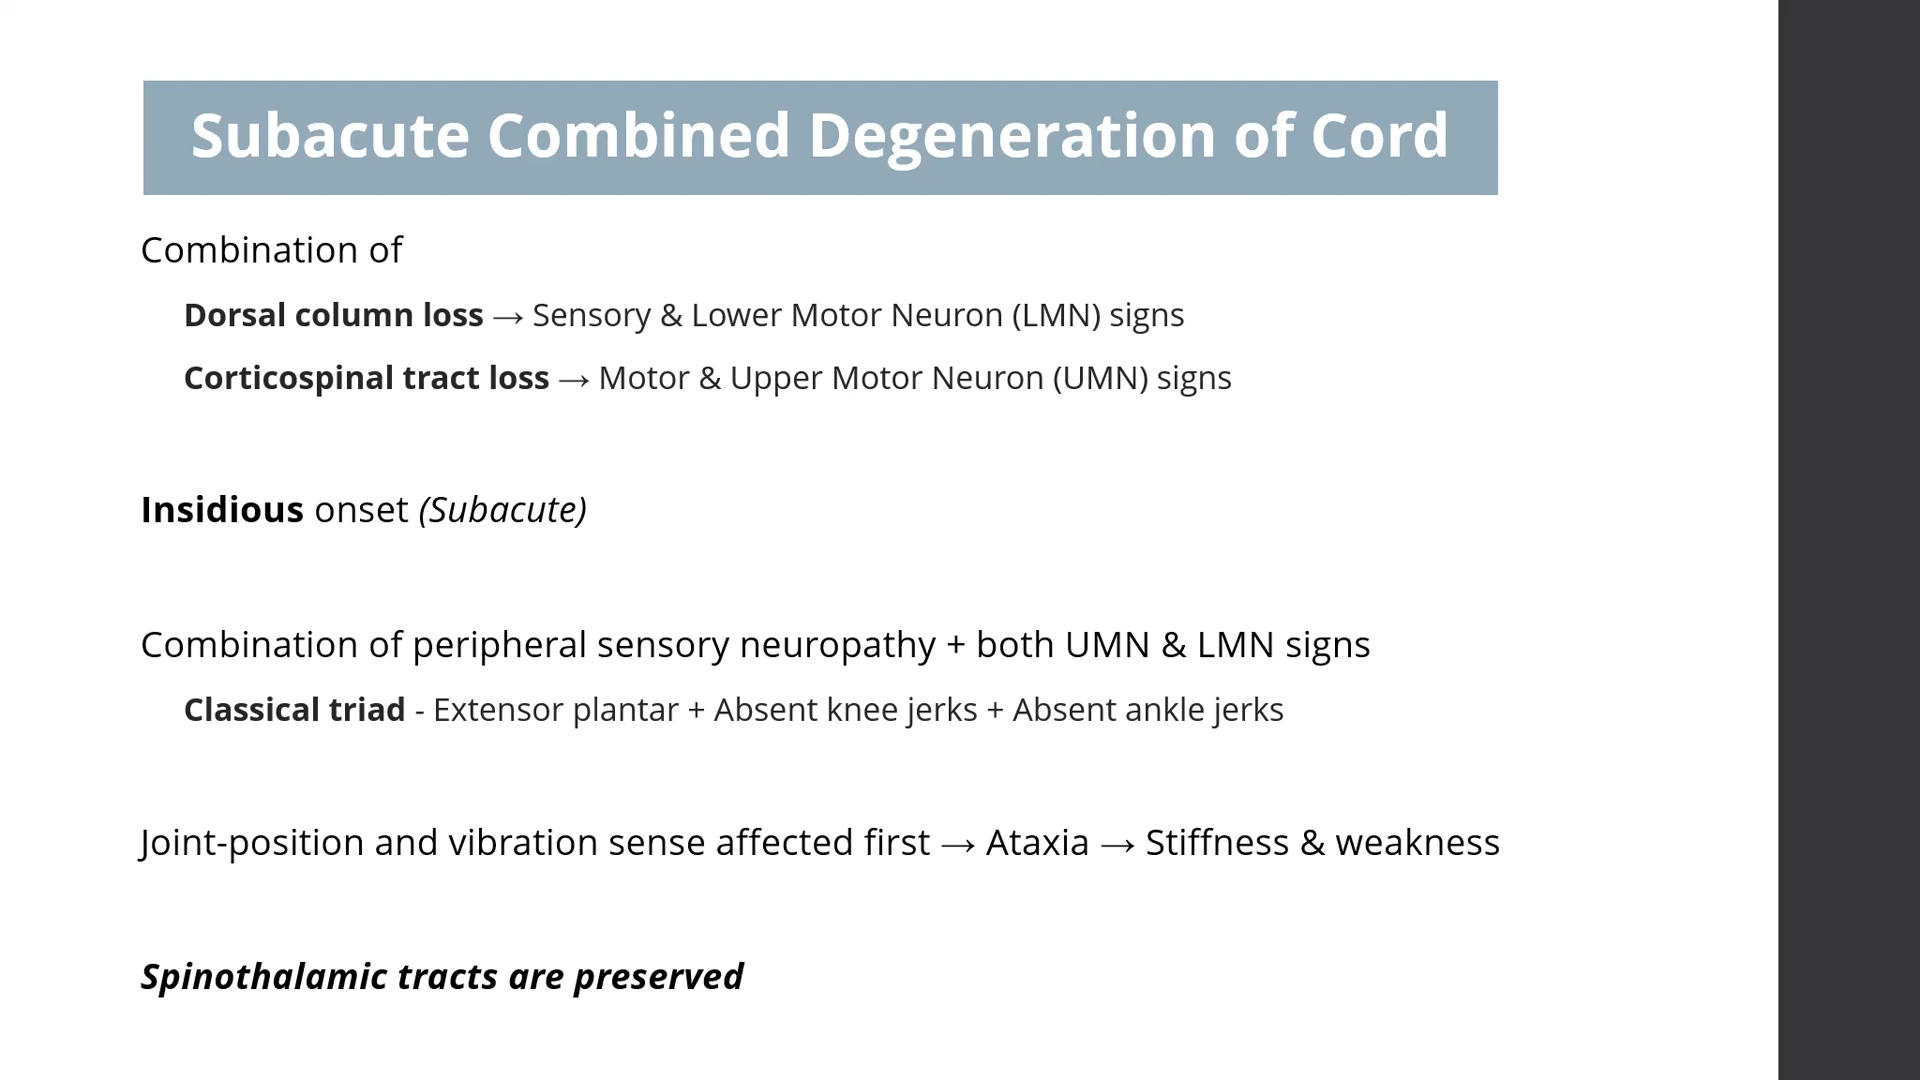 Subacute Combined Degeneration of Cord
Combination of
Dorsal column loss → Sensory & Lower Motor Neuron (LMN) signs
Corticospinal tract loss → Motor & Upper Motor Neuron (UMN) signs
Insidious onset (Subacute)
Combination of peripheral sensory neuropathy + both UMN & LMN signs
Classical triad - Extensor plantar + Absent knee jerks + Absent ankle jerks
Joint-position and vibration sense affected first → Ataxia → Stiffness & weakness
Spinothalamic tracts are preserved